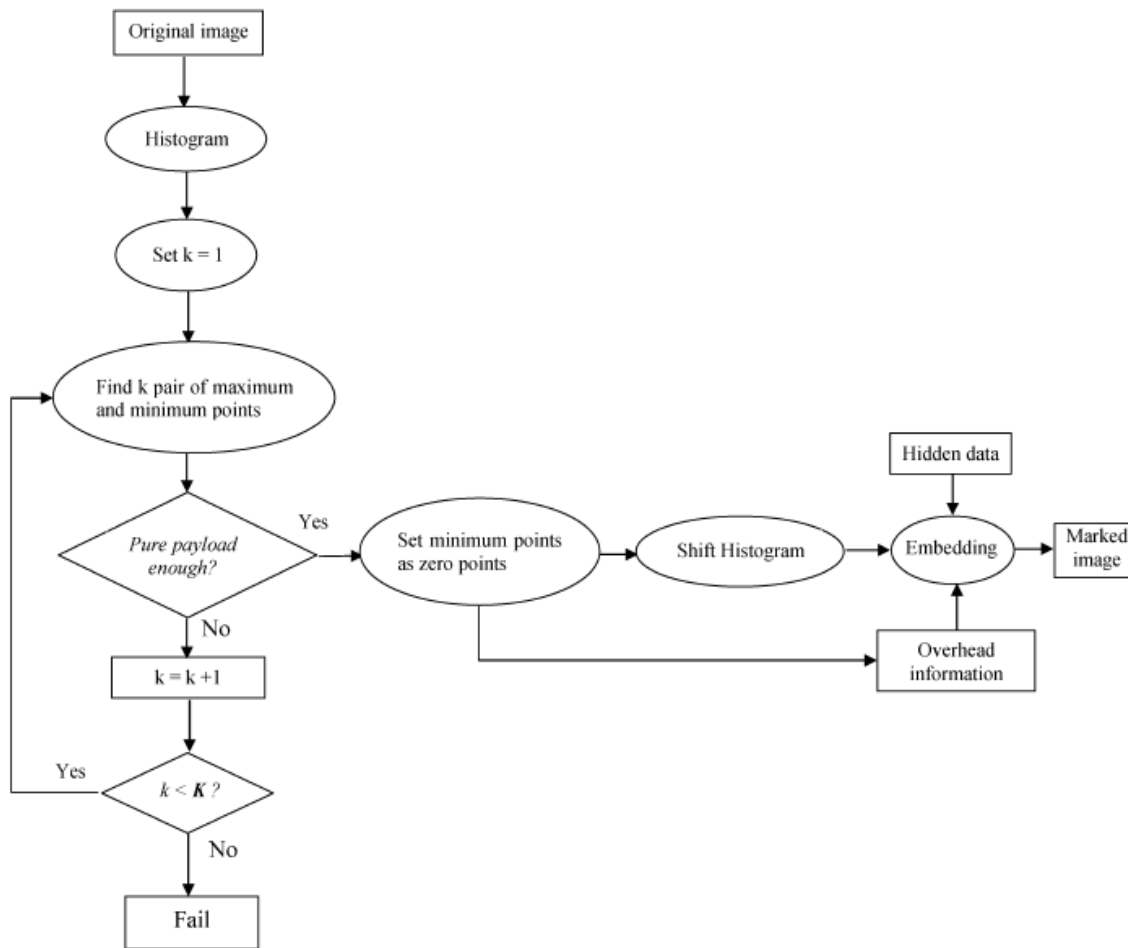 Original image
Histogram
Set k = 1
Find k pair of maximum
and minimum points
Pure payload
enough?
Yes
No
Set minimum points
as zero points
Shift Histogram
Hidden data
Embedding
Marked
image
Overhead
information
k = k +1
k < K ?
Yes
No
Fail